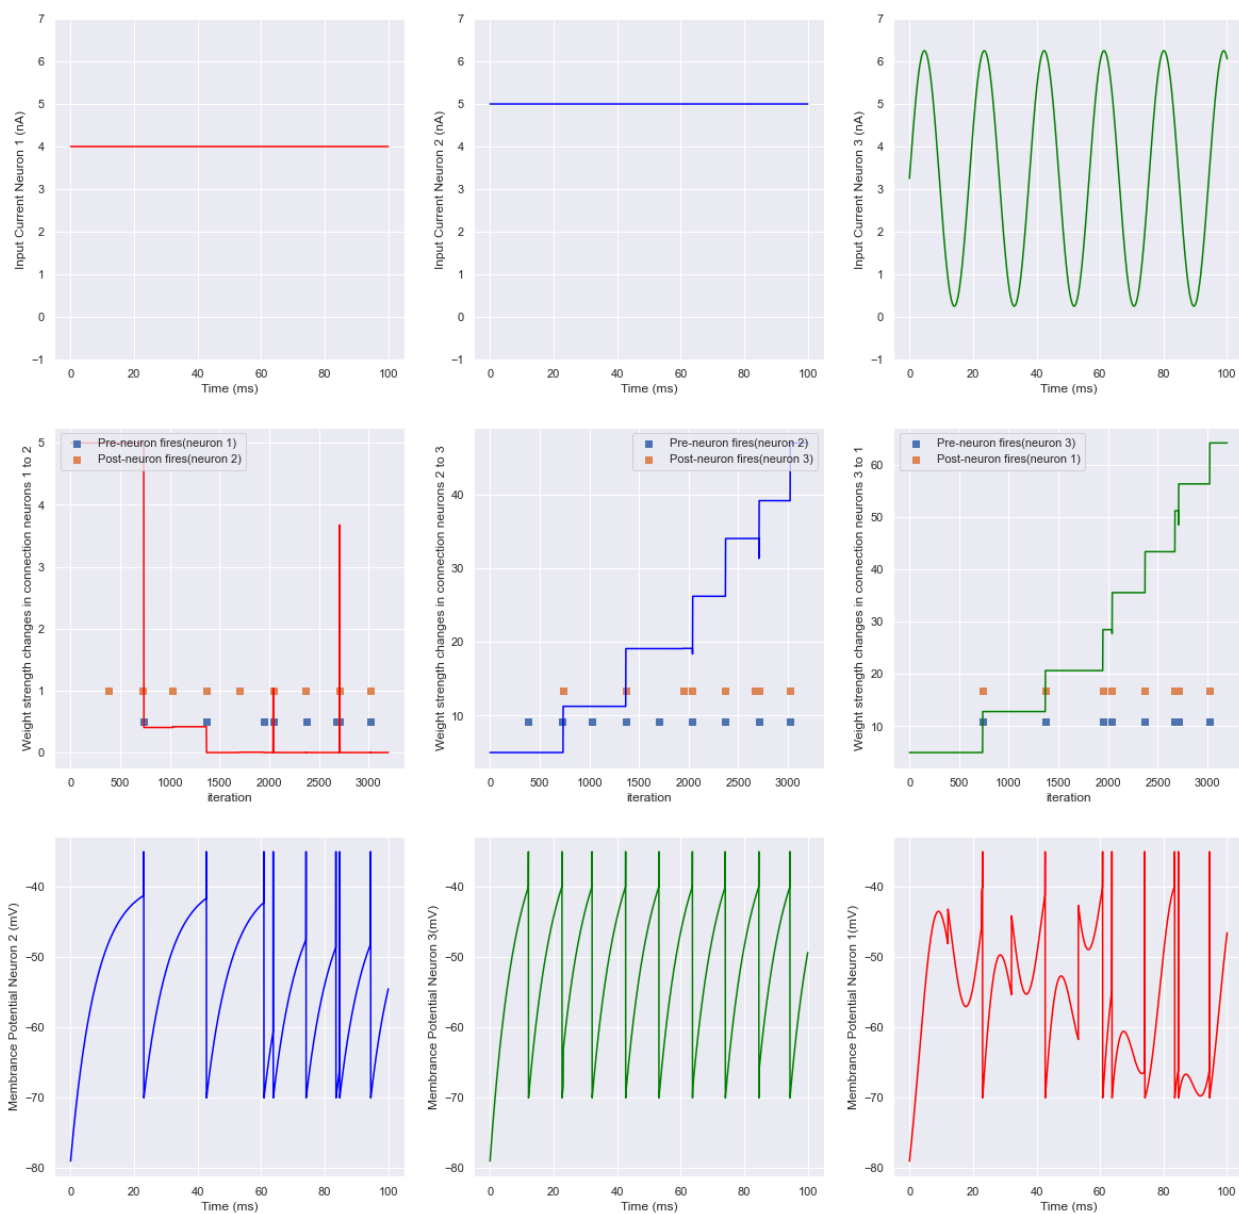 Input Current Neuron 1 (nA)
7
6
5
4
3
2
1
0
−1
0 20 40 60 80 100
Time (ms)
Input Current Neuron 2 (nA)
7
6
5
4
3
2
1
0
−1
0 20 40 60 80 100
Time (ms)
Input Current Neuron 3 (nA)
7
6
5
4
3
2
1
0
−1
0 20 40 60 80 100
Time (ms)
Weight strength changes in connection neurons 1 to 2
Pre-neuron fires(neuron 1)
Post-neuron fires(neuron 2)
5
4
3
2
1
0
0 500 1000 1500 2000 2500 3000
iteration
Weight strength changes in connection neurons 2 to 3
Pre-neuron fires(neuron 2)
Post-neuron fires(neuron 3)
40
30
20
10
0 500 1000 1500 2000 2500 3000
iteration
Weight strength changes in connection neurons 3 to 1
Pre-neuron fires(neuron 3)
Post-neuron fires(neuron 1)
60
50
40
30
20
10
0 500 1000 1500 2000 2500 3000
iteration
Membrance Potential Neuron 2 (mV)
−40
−50
−60
−70
−80
0 20 40 60 80 100
Time (ms)
Membrance Potential Neuron 3(mV)
−40
−50
−60
−70
−80
0 20 40 60 80 100
Time (ms)
Membrance Potential Neuron 1(mV)
−40
−50
−60
−70
−80
0 20 40 60 80 100
Time (ms)